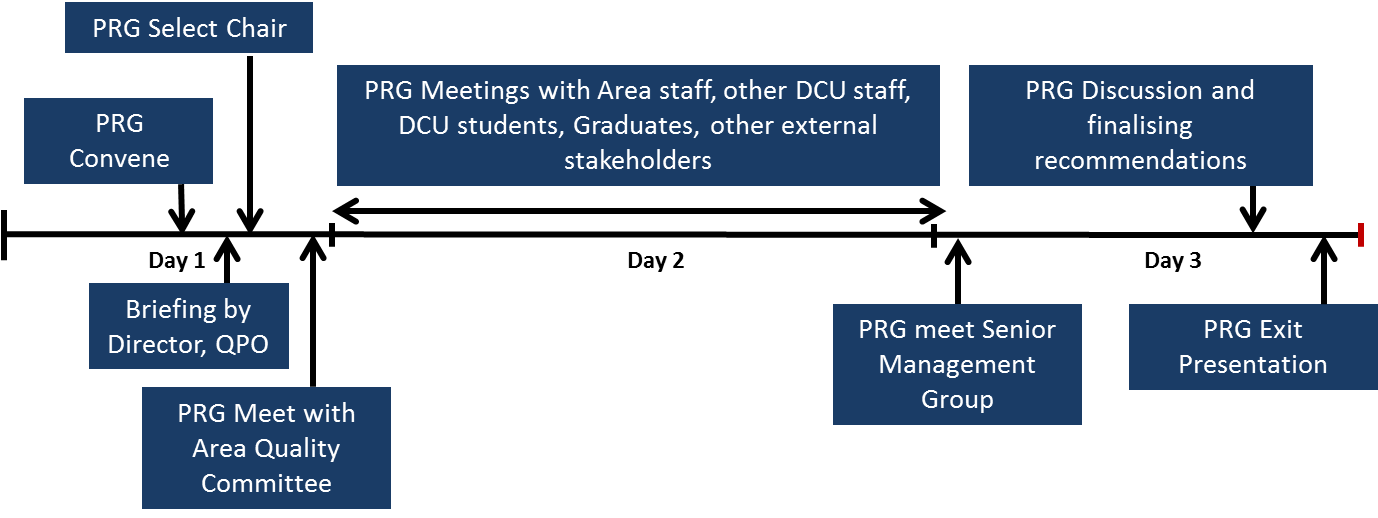 PRG Select Chair
PRG
Convene
PRG Meetings with Area staff, other DCU staff,
DCU students, Graduates, other external
stakeholders
PRG Discussion and
finalising
recommendations
Day 1
Day 2
Day 3
Briefing by
Director, QPO
PRG Meet with
Area Quality
Committee
PRG meet Senior
Management
Group
PRG Exit
Presentation